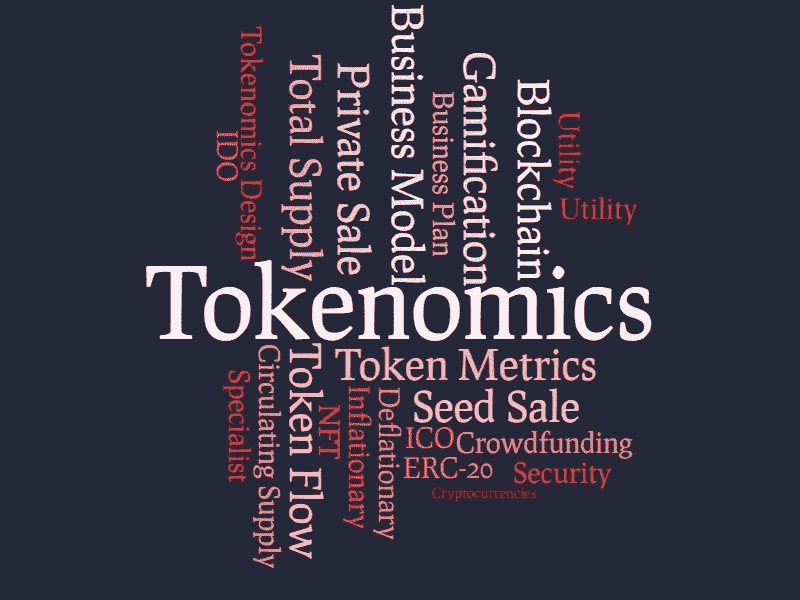 Tokenomics Design
IDO
Total Supply
Private Sale
Business Model
Business Plan
Gamification
Blockchain
Utility
Utility
Tokenomics
Specialist
Circulating Supply
Token Flow
NFT
Inflationary
Deflationary
Token Metrics
Seed Sale
ICO
Crowdfunding
ERC-20
Security
Cryptocurrencies